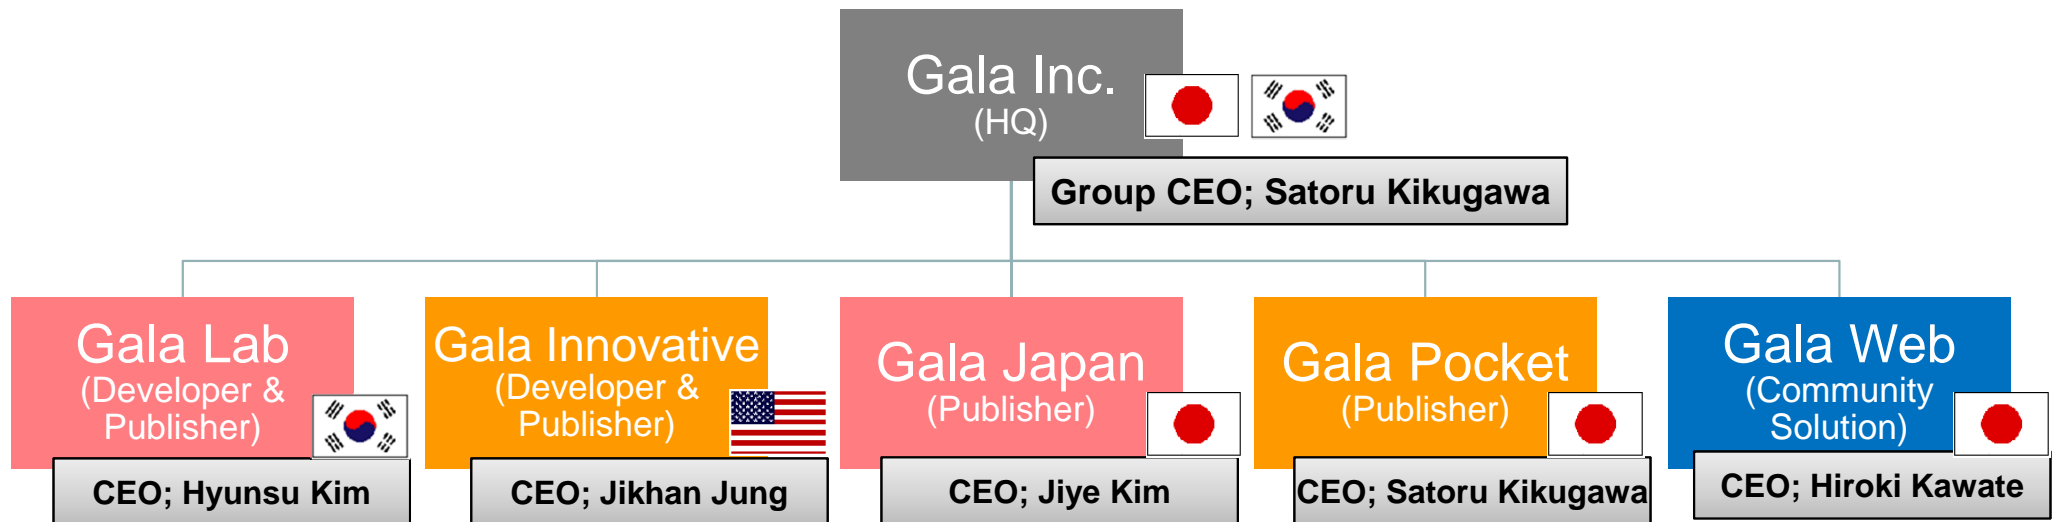 Gala Inc.
(HQ)
Group CEO; Satoru Kikugawa
Gala Lab
(Developer &
Publisher)
CEO; Hyunsu Kim
Gala Innovative
(Developer &
Publisher)
CEO; Jikhan Jung
Gala Japan
(Publisher)
CEO; Jiye Kim
Gala Pocket
(Publisher)
CEO; Satoru Kikugawa
Gala Web
(Community
Solution)
CEO; Hiroki Kawate